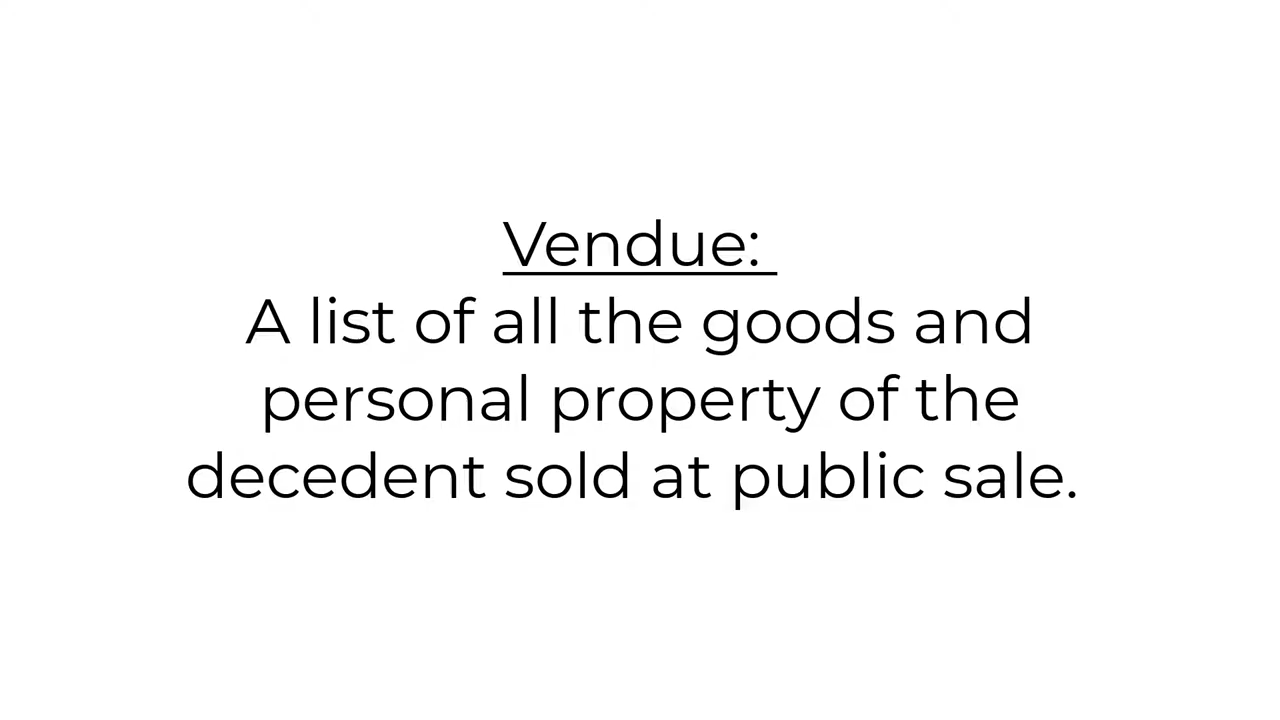 Vendue:
A list of all the goods and
personal property of the
decedent sold at public sale.